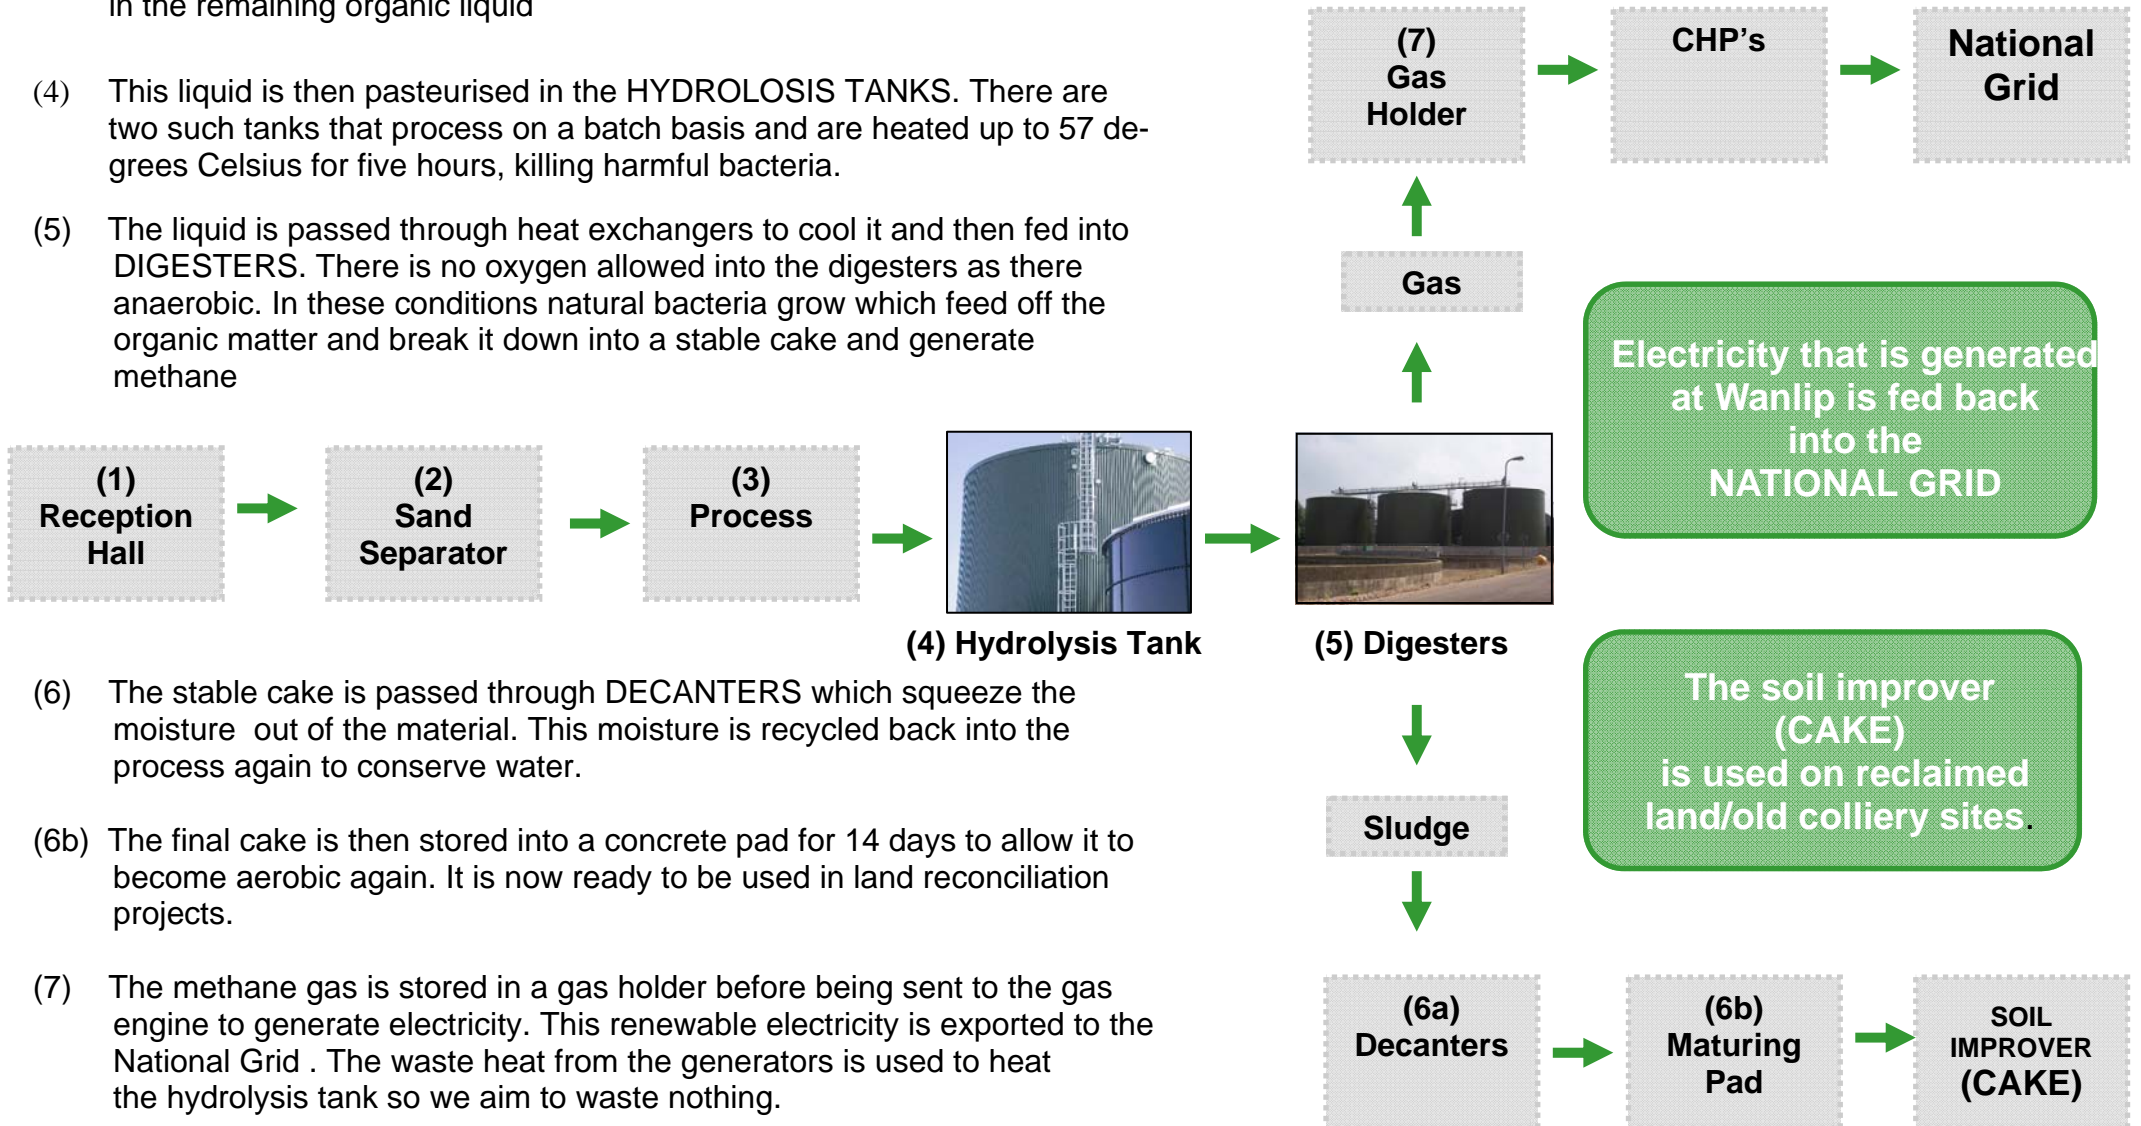 in the remaining organic liquid
(4) This liquid is then pasteurised in the HYDROLOSIS TANKS. There are
two such tanks that process on a batch basis and are heated up to 57 de-
grees Celsius for five hours, killing harmful bacteria.
(5) The liquid is passed through heat exchangers to cool it and then fed into
DIGESTERS. There is no oxygen allowed into the digesters as there
anaerobic. In these conditions natural bacteria grow which feed off the
organic matter and break it down into a stable cake and generate
methane
(7)
Gas
Holder
CHP's
National
Grid
Gas
Electricity that is generated
at Wanlip is fed back
into the
NATIONAL GRID
(1)
Reception
Hall
(2)
Sand
Separator
(3)
Process
(4) Hydrolysis Tank
(5) Digesters
The soil improver
(CAKE)
is used on reclaimed
land/old colliery sites.
(6) The stable cake is passed through DECANTERS which squeeze the
moisture out of the material. This moisture is recycled back into the
process again to conserve water.
(6b) The final cake is then stored into a concrete pad for 14 days to allow it to
become aerobic again. It is now ready to be used in land reconciliation
projects.
(7) The methane gas is stored in a gas holder before being sent to the gas
engine to generate electricity. This renewable electricity is exported to the
National Grid . The waste heat from the generators is used to heat
the hydrolysis tank so we aim to waste nothing.
Sludge
(6a)
Decanters
(6b)
Maturing
Pad
SOIL
IMPROVER
(CAKE)